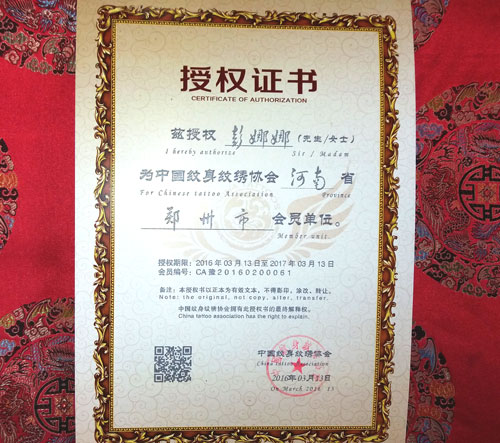 授权证书
CERTIFICATE OF AUTHORIZATION
兹授权 彭娜娜 (先生/女士)
I hereby authorize Sir / Madam
为中国纹身纹绣协会 河南 省
For Chinese tattoo Association Province
郑州市 会员单位。
Member unit.
授权期限：2016年03月13日至2017年03月13日
会员编号：CA豫20160200061
备注：本授权书以正本为有效文本，不得影印、涂改、转让。
Note: the original, not copy, alter, transfer.
中国纹身纹绣协会拥有此授权书的最终解释权。
China tattoo association has the right to explain.
中国纹身纹绣协会
China tattoo Association
2016年03月13日
On March 2016 13